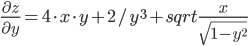 ∂z/∂y = 4·x·y + 2/y³ + sqrt x/√(1−y²)